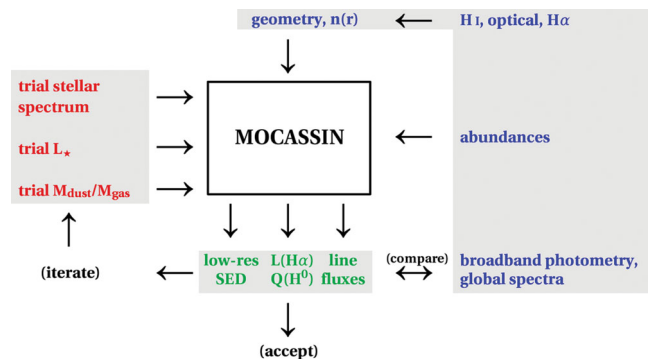 geometry, n(r)
H I, optical, Hα
trial stellar
spectrum
trial L⋆
trial Mdust/Mgas
MOCASSIN
abundances
(iterate)
low-res L(Hα) line
SED Q(H⁰) fluxes
(compare)
broadband photometry,
global spectra
(accept)